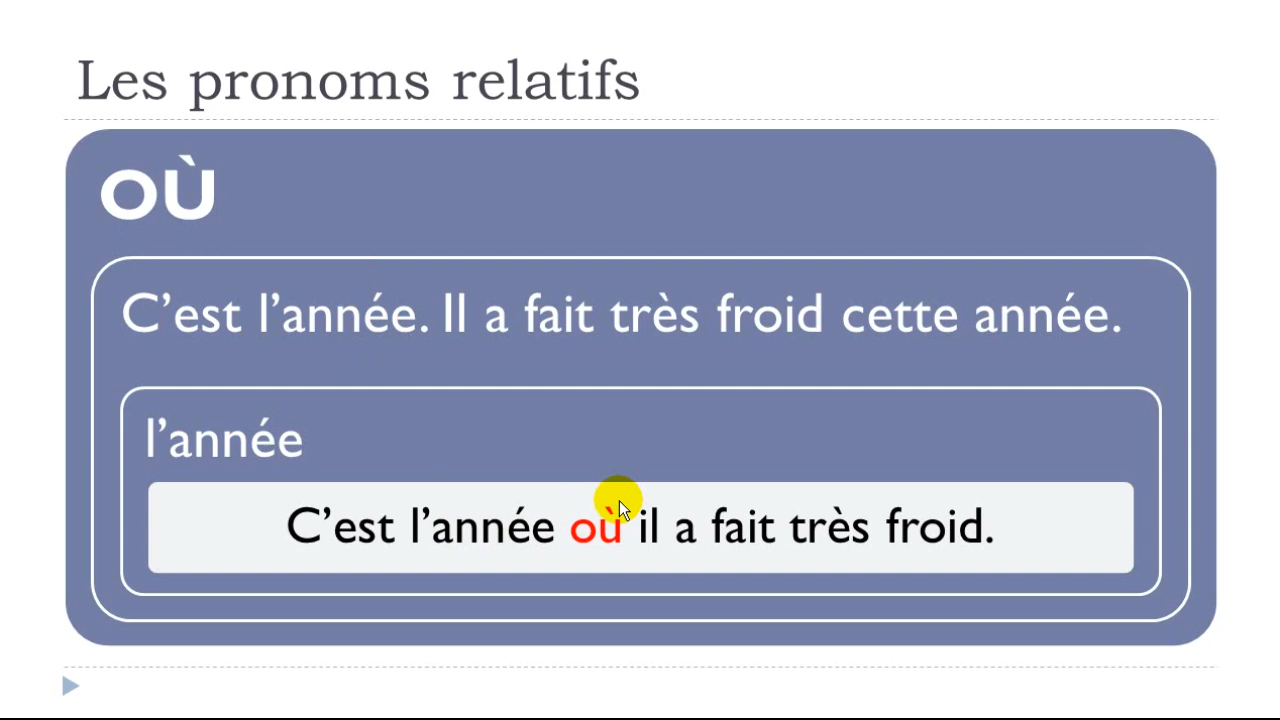 Les pronoms relatifs
OÙ
C’est l’année. Il a fait très froid cette année.
l’année
C’est l’année où il a fait très froid.